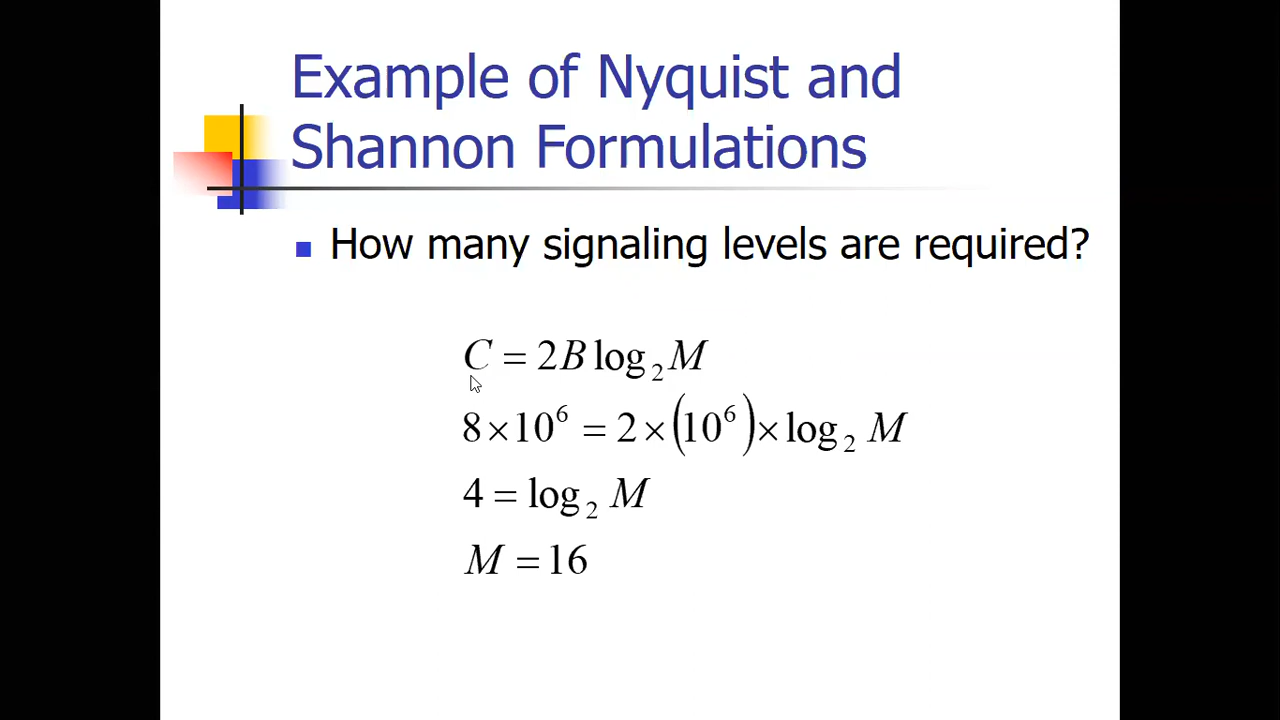 Example of Nyquist and
Shannon Formulations
How many signaling levels are required?
C = 2B log₂ M
8 × 10⁶ = 2 × (10⁶) × log₂ M
4 = log₂ M
M = 16